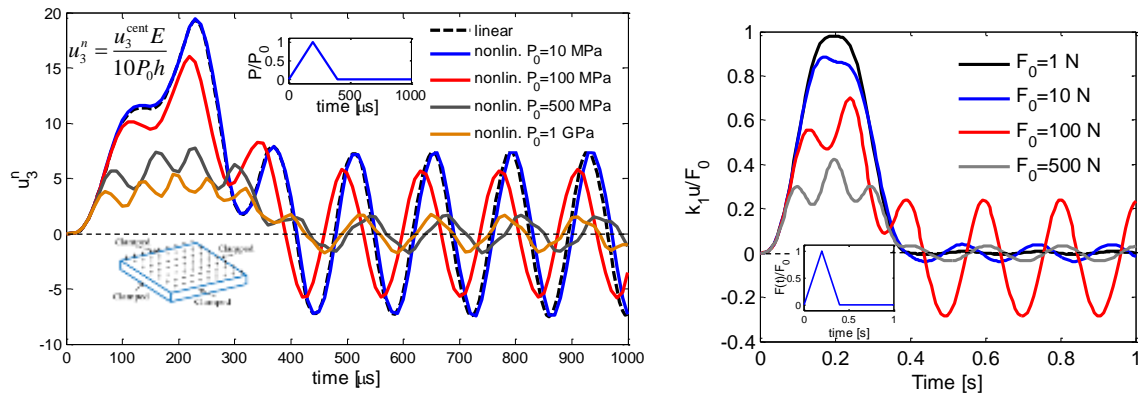 20
15
10
5
0
-5
-10
u₃ⁿ
u₃ⁿ = u₃ᶜᵉⁿᵗ E / 10P₀h
P/P₀
1
0.5
0
0
1000
time [μs]
linear
nonlin. P₀=10 MPa
nonlin. P₀=100 MPa
nonlin. P₀=500 MPa
nonlin. P₀=1 GPa
Clamped
Clamped
Clamped
Clamped
0 100 200 300 400 500 600 700 800 900 1000
time [μs]
1
0.8
0.6
0.4
0.2
0
-0.2
-0.4
k₁u/F₀
F₀=1 N
F₀=10 N
F₀=100 N
F₀=500 N
F(t)/F₀
1
0.5
0
0 0.5 1
time [s]
0 0.2 0.4 0.6 0.8 1
Time [s]